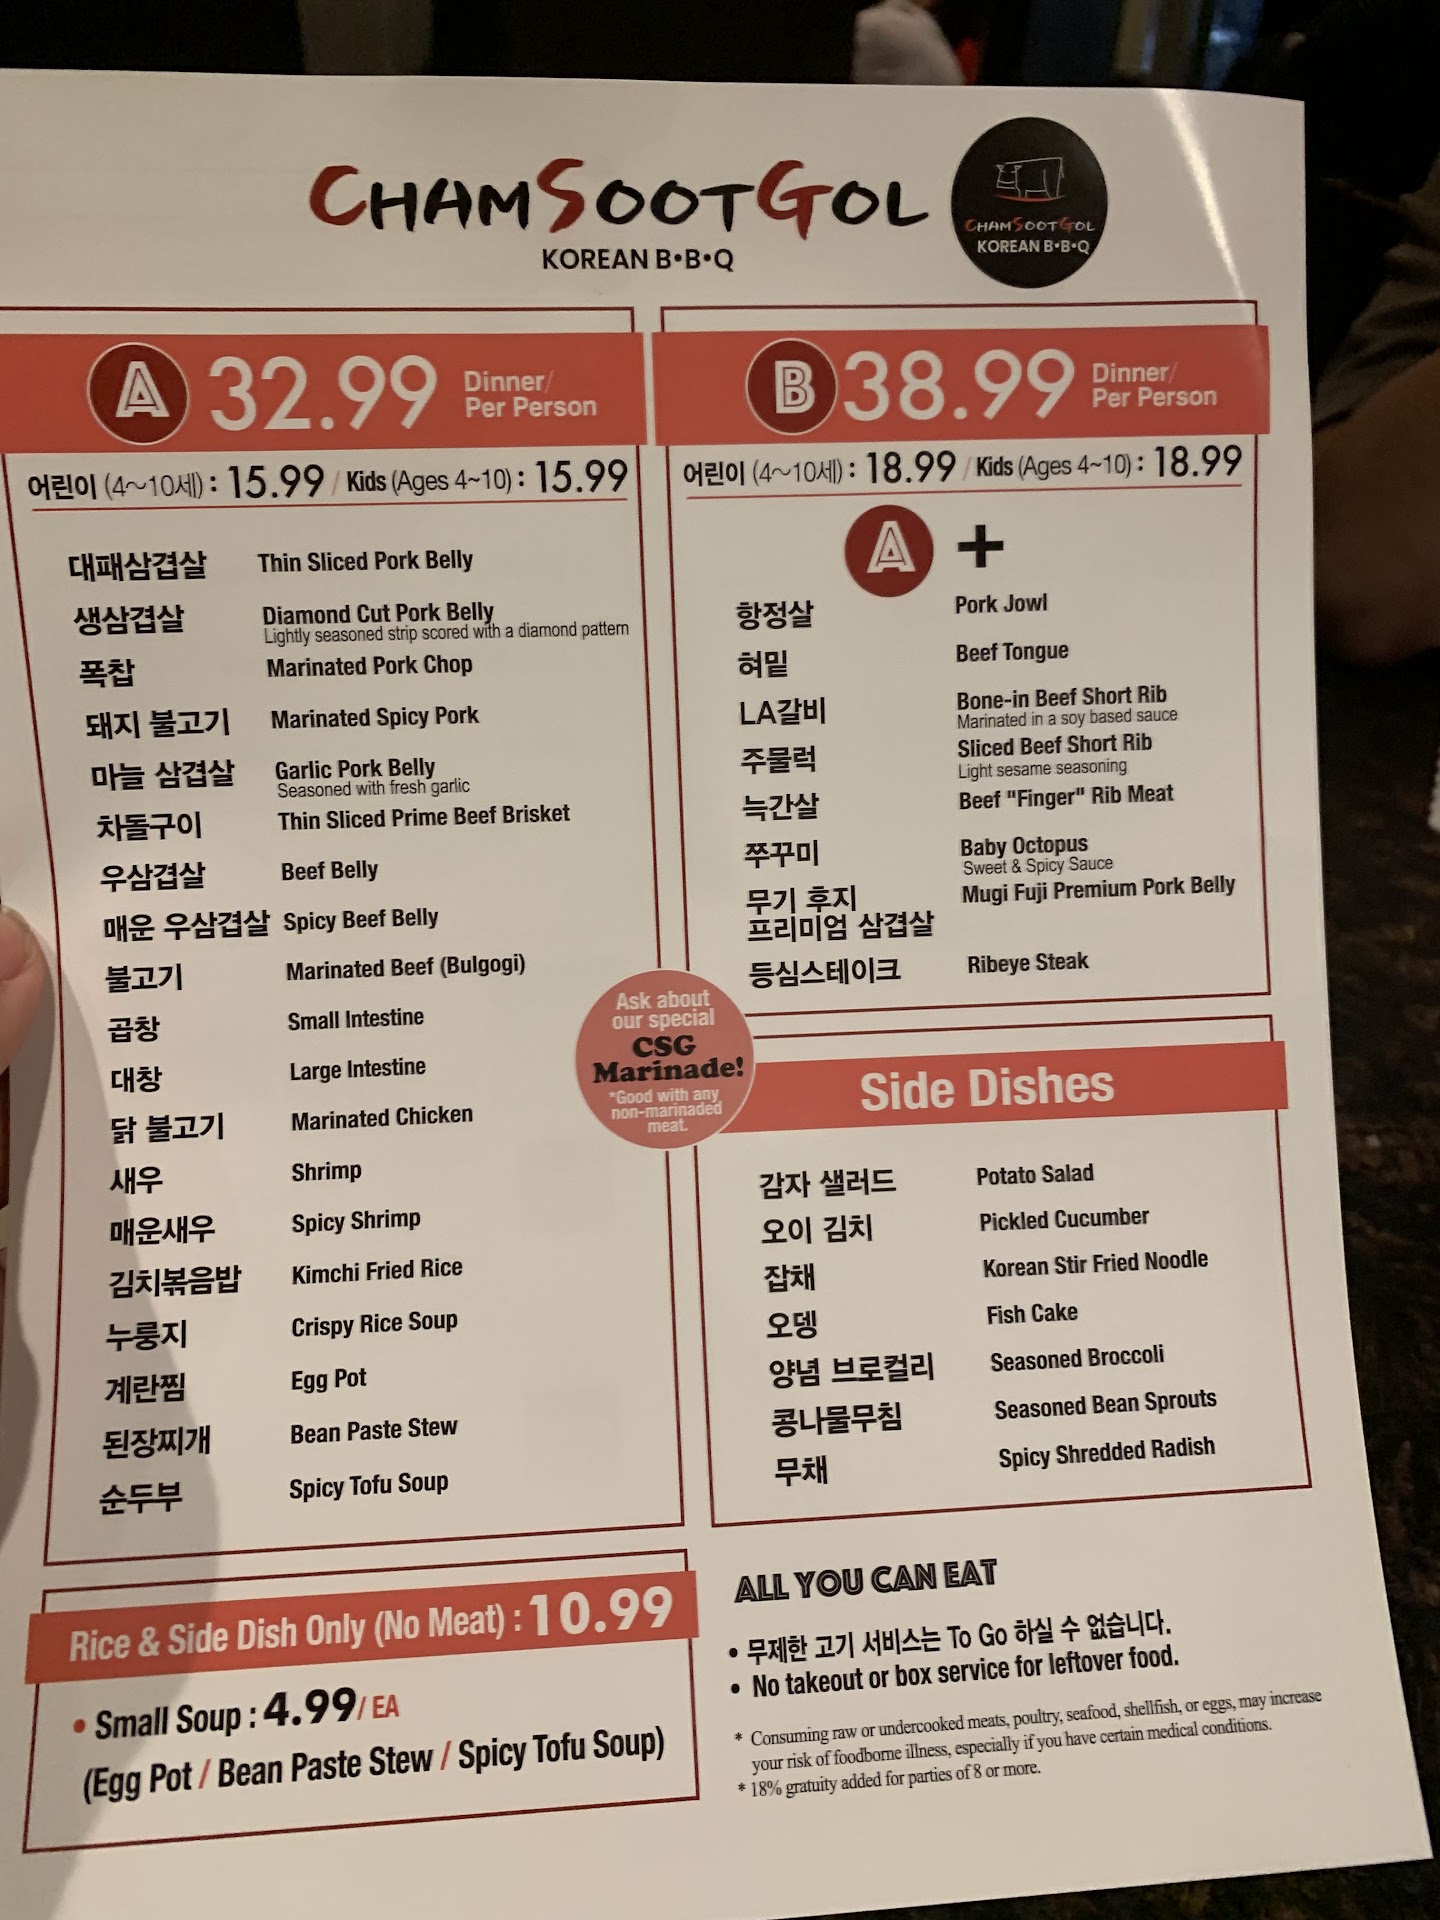 CHAMSOOTGOL
KOREAN B•B•Q
CHAMSOOTGOL
KOREAN B•B•Q
A 32.99 Dinner/
Per Person
어린이 (4~10세) : 15.99 / Kids (Ages 4~10) : 15.99
대패삼겹살 Thin Sliced Pork Belly
생삼겹살 Diamond Cut Pork Belly
Lightly seasoned strip scored with a diamond pattern
폭찹 Marinated Pork Chop
돼지 불고기 Marinated Spicy Pork
마늘 삼겹살 Garlic Pork Belly
Seasoned with fresh garlic
차돌구이 Thin Sliced Prime Beef Brisket
우삼겹살 Beef Belly
매운 우삼겹살 Spicy Beef Belly
불고기 Marinated Beef (Bulgogi)
곱창 Small Intestine
대창 Large Intestine
닭 불고기 Marinated Chicken
새우 Shrimp
매운새우 Spicy Shrimp
김치볶음밥 Kimchi Fried Rice
누룽지 Crispy Rice Soup
계란찜 Egg Pot
된장찌개 Bean Paste Stew
순두부 Spicy Tofu Soup
B 38.99 Dinner/
Per Person
어린이 (4~10세) : 18.99 / Kids (Ages 4~10) : 18.99
A +
항정살 Pork Jowl
혀밑 Beef Tongue
LA갈비 Bone-in Beef Short Rib
Marinated in a soy based sauce
주물럭 Sliced Beef Short Rib
Light sesame seasoning
늑간살 Beef "Finger" Rib Meat
쭈꾸미 Baby Octopus
Sweet & Spicy Sauce
무기 후지 Mugi Fuji Premium Pork Belly
프리미엄 삼겹살
등심스테이크 Ribeye Steak
Ask about
our special
CSG
Marinade!
*Good with any
non-marinaded
meat.
Side Dishes
감자 샐러드 Potato Salad
오이 김치 Pickled Cucumber
잡채 Korean Stir Fried Noodle
오뎅 Fish Cake
양념 브로컬리 Seasoned Broccoli
콩나물무침 Seasoned Bean Sprouts
무채 Spicy Shredded Radish
Rice & Side Dish Only (No Meat) : 10.99
• Small Soup : 4.99/ EA
(Egg Pot / Bean Paste Stew / Spicy Tofu Soup)
ALL YOU CAN EAT
• 무제한 고기 서비스는 To Go 하실 수 없습니다.
• No takeout or box service for leftover food.
* Consuming raw or undercooked meats, poultry, seafood, shellfish, or eggs, may increase
your risk of foodborne illness, especially if you have certain medical conditions.
* 18% gratuity added for parties of 8 or more.